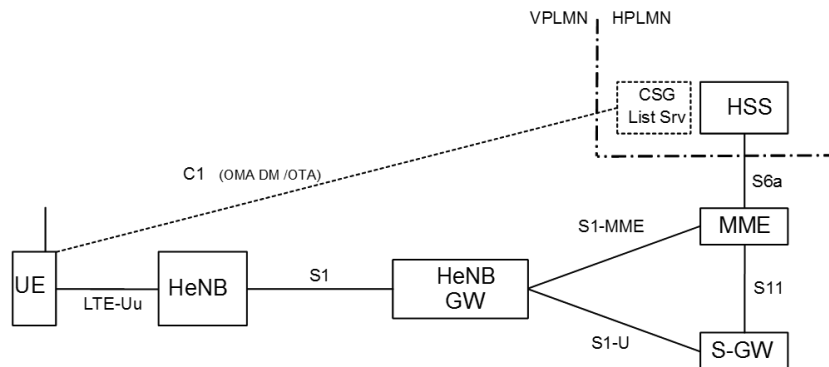 VPLMN HPLMN
CSG
List Srv
HSS
C1 (OMA DM /OTA)
S6a
S1-MME
MME
UE
LTE-Uu
HeNB
S1
HeNB
GW
S11
S1-U
S-GW